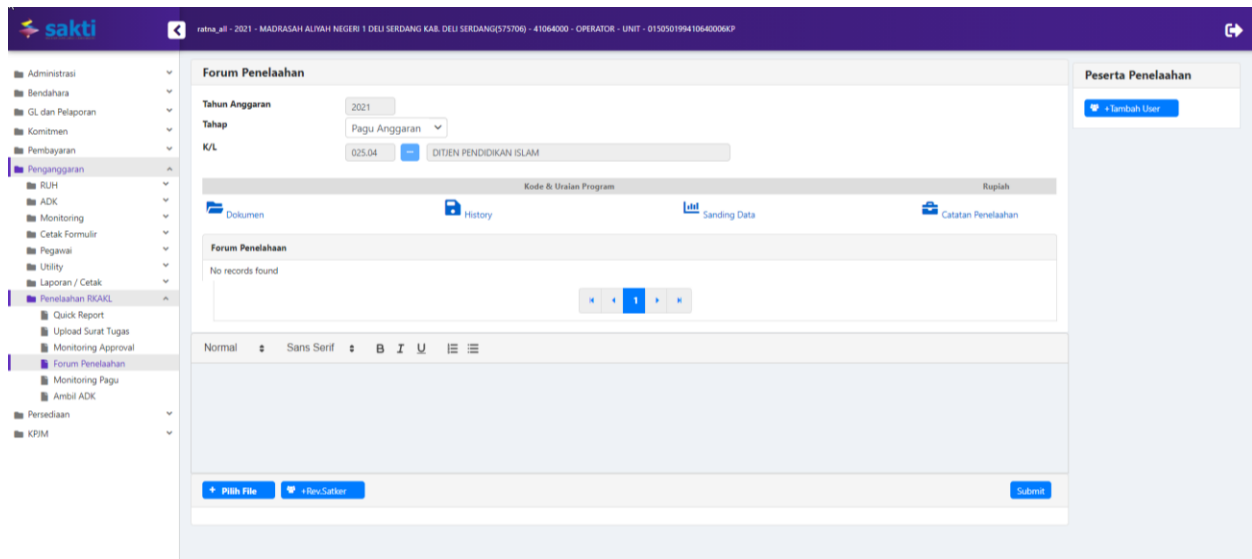 sakti
ratna_all - 2021 - MADRASAH ALIYAH NEGERI 1 DELI SERDANG KAB. DELI SERDANG(575706) - 41064000 - OPERATOR - UNIT - 015050199410640006KP
Administrasi
Bendahara
GL dan Pelaporan
Komitmen
Pembayaran
Penganggaran
RUH
ADK
Monitoring
Cetak Formulir
Pegawai
Utility
Laporan / Cetak
Penelaahan RKAKL
Quick Report
Upload Surat Tugas
Monitoring Approval
Forum Penelaahan
Monitoring Pagu
Ambil ADK
Persediaan
KPJM
Forum Penelaahan
Tahun Anggaran 2021
Tahap Pagu Anggaran
K/L 025.04 DITJEN PENDIDIKAN ISLAM
Kode & Uraian Program Rupiah
Dokumen History Sanding Data Catatan Penelaahan
Forum Penelahaan
No records found
1
Normal Sans Serif B I U
+ Pilih File +Rev.Satker Submit
Peserta Penelaahan
+Tambah User